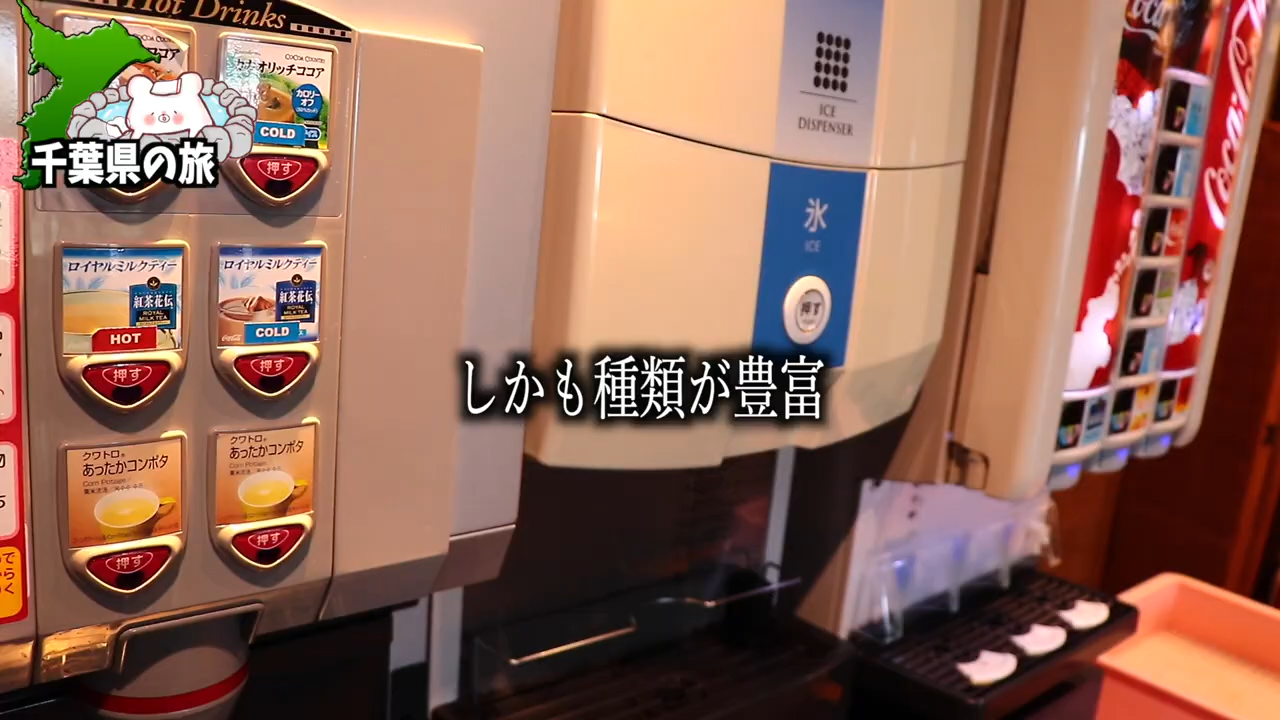 Hot Drinks
千葉県の旅
COCOA COUNTRY
カカオリッチココア
カロリーオフ
COLD
押す
ロイヤルミルクティー
紅茶花伝
ROYAL
MILK TEA
HOT
押す
ロイヤルミルクティー
紅茶花伝
ROYAL
MILK TEA
COLD
押す
クワトロ
あったかコンポタ
Corn Potage
押す
クワトロ
あったかコンポタ
Corn Potage
押す
ICE
DISPENSER
氷
ICE
押す
Coca-Cola
しかも種類が豊富